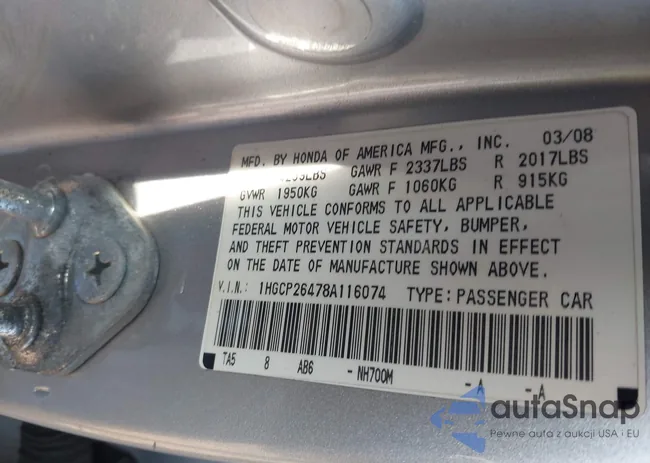 MFD. BY HONDA OF AMERICA MFG., INC. 03/08
GAWR F 2337LBS R 2017LBS
GVWR 1950KG GAWR F 1060KG R 915KG
THIS VEHICLE CONFORMS TO ALL APPLICABLE
FEDERAL MOTOR VEHICLE SAFETY, BUMPER,
AND THEFT PREVENTION STANDARDS IN EFFECT
ON THE DATE OF MANUFACTURE SHOWN ABOVE.
V.I.N.: 1HGCP26478A116074 TYPE: PASSENGER CAR
TA5 8 AB6 -NH700M -A -A
autaSnap
Pewne auta z aukcji USA i EU